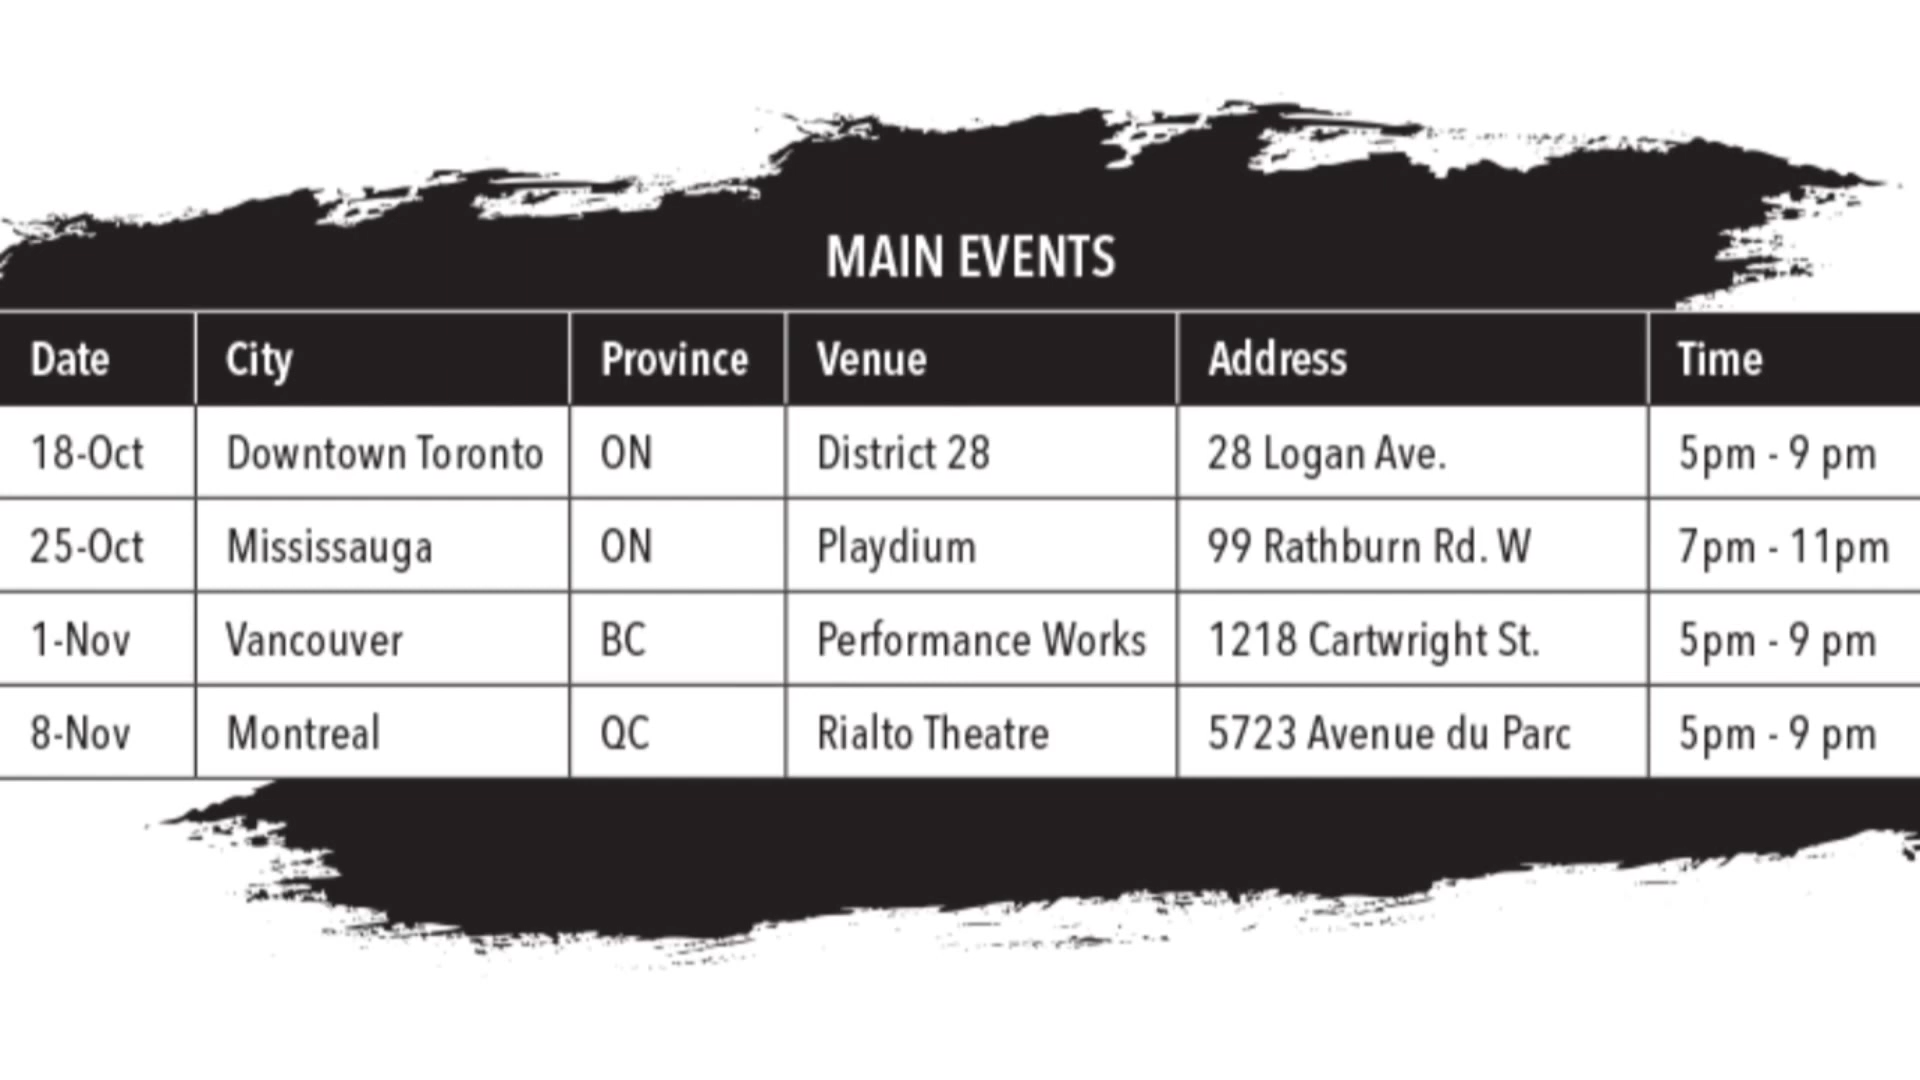 MAIN EVENTS
Date City Province Venue Address Time
18-Oct Downtown Toronto ON District 28 28 Logan Ave. 5pm - 9 pm
25-Oct Mississauga ON Playdium 99 Rathburn Rd. W 7pm - 11pm
1-Nov Vancouver BC Performance Works 1218 Cartwright St. 5pm - 9 pm
8-Nov Montreal QC Rialto Theatre 5723 Avenue du Parc 5pm - 9 pm